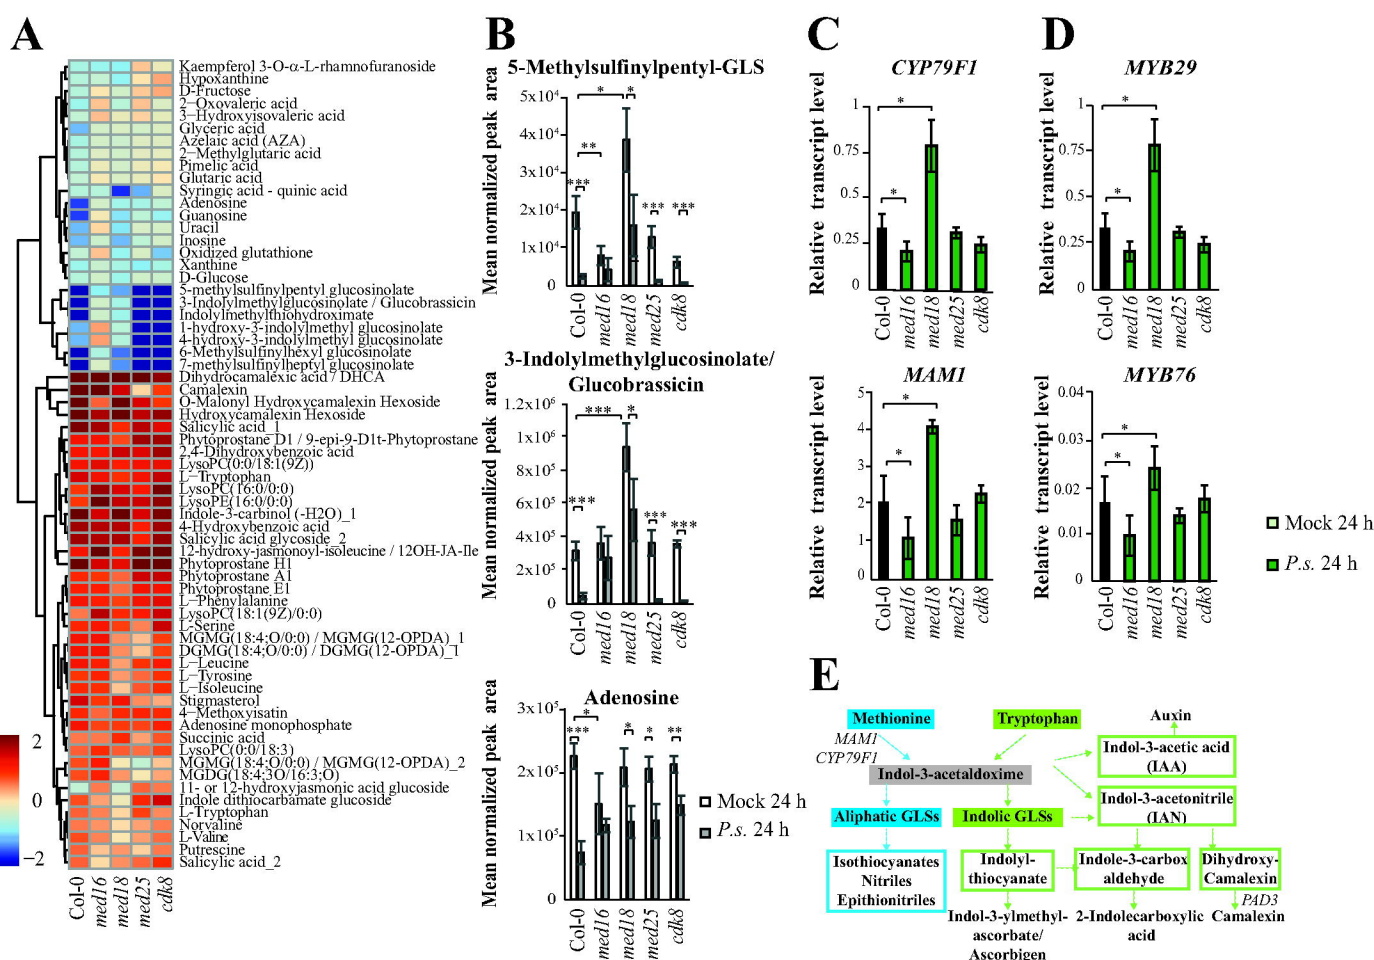 A
Kaempferol 3-O-α-L-rhamnofuranoside
Hypoxanthine
D-Fructose
2-Oxovaleric acid
3-Hydroxyisovaleric acid
Glyceric acid
Azelaic acid (AZA)
2-Methylglutaric acid
Pimelic acid
Glutaric acid
Syringic acid - quinic acid
Adenosine
Guanosine
Uracil
Inosine
Oxidized glutathione
Xanthine
D-Glucose
5-methylsulfinylpentyl glucosinolate
3-Indolylmethylglucosinolate / Glucobrassicin
Indolylmethylthiohydroximate
1-hydroxy-3-indolylmethyl glucosinolate
4-hydroxy-3-indolylmethyl glucosinolate
6-Methylsulfinylhexyl glucosinolate
7-methylsulfinylheptyl glucosinolate
Dihydrocamalexic acid / DHCA
Camalexin
O-Malonyl Hydroxycamalexin Hexoside
Hydroxycamalexin Hexoside
Salicylic acid_1
Phytoprostane D1 / 9-epi-9-D1t-Phytoprostane
2,4-Dihydroxybenzoic acid
LysoPC(0:0/18:1(9Z))
L-Tryptophan
LysoPC(16:0/0:0)
LysoPE(16:0/0:0)
Indole-3-carbinol (-H2O)_1
4-Hydroxybenzoic acid
Salicylic acid glycoside_2
12-hydroxy-jasmonoyl-isoleucine / 12OH-JA-Ile
Phytoprostane H1
Phytoprostane A1
Phytoprostane E1
L-Phenylalanine
LysoPC(18:1(9Z)/0:0)
L-Serine
MGMG(18:4;O/0:0) / MGMG(12-OPDA)_1
DGMG(18:4;O/0:0) / DGMG(12-OPDA)_1
L-Leucine
L-Tyrosine
L-Isoleucine
Stigmasterol
4-Methoxyisatin
Adenosine monophosphate
Succinic acid
LysoPC(0:0/18:3)
MGMG(18:4;O/0:0) / MGMG(12-OPDA)_2
MGDG(18:4;3O/16:3;O)
11- or 12-hydroxyjasmonic acid glucoside
Indole dithiocarbamate glucoside
L-Tryptophan
Norvaline
L-Valine
Putrescine
Salicylic acid_2
2
0
−2
Col-0
med16
med18
med25
cdk8
B
5-Methylsulfinylpentyl-GLS
Mean normalized peak area
5x10⁴
4x10⁴
3x10⁴
2x10⁴
1x10⁴
0
*
*
**
***
***
***
Col-0
med16
med18
med25
cdk8
3-Indolylmethylglucosinolate/
Glucobrassicin
Mean normalized peak area
1.2x10⁶
1x10⁶
8x10⁵
6x10⁵
4x10⁵
2x10⁵
0
***
*
***
***
***
Col-0
med16
med18
med25
cdk8
Adenosine
Mean normalized peak area
3x10⁵
2x10⁵
1x10⁵
0
*
***
*
*
**
Col-0
med16
med18
med25
cdk8
Mock 24 h
P.s. 24 h
C
CYP79F1
Relative transcript level
1
0.75
0.5
0.25
0
*
*
Col-0
med16
med18
med25
cdk8
MAM1
Relative transcript level
5
4
3
2
1
0
*
*
Col-0
med16
med18
med25
cdk8
D
MYB29
Relative transcript level
1
0.75
0.5
0.25
0
*
*
Col-0
med16
med18
med25
cdk8
MYB76
Relative transcript level
0.04
0.03
0.02
0.01
0
*
*
Col-0
med16
med18
med25
cdk8
Mock 24 h
P.s. 24 h
E
Methionine
Tryptophan
Auxin
MAM1
CYP79F1
Indol-3-acetaldoxime
Indol-3-acetic acid
(IAA)
Indol-3-acetonitrile
(IAN)
Aliphatic GLSs
Indolic GLSs
Isothiocyanates
Nitriles
Epithionitriles
Indolyl-
thiocyanate
Indole-3-carbox
aldehyde
Dihydroxy-
Camalexin
PAD3
Indol-3-ylmethyl-
ascorbate/
Ascorbigen
2-Indolecarboxylic
acid
Camalexin